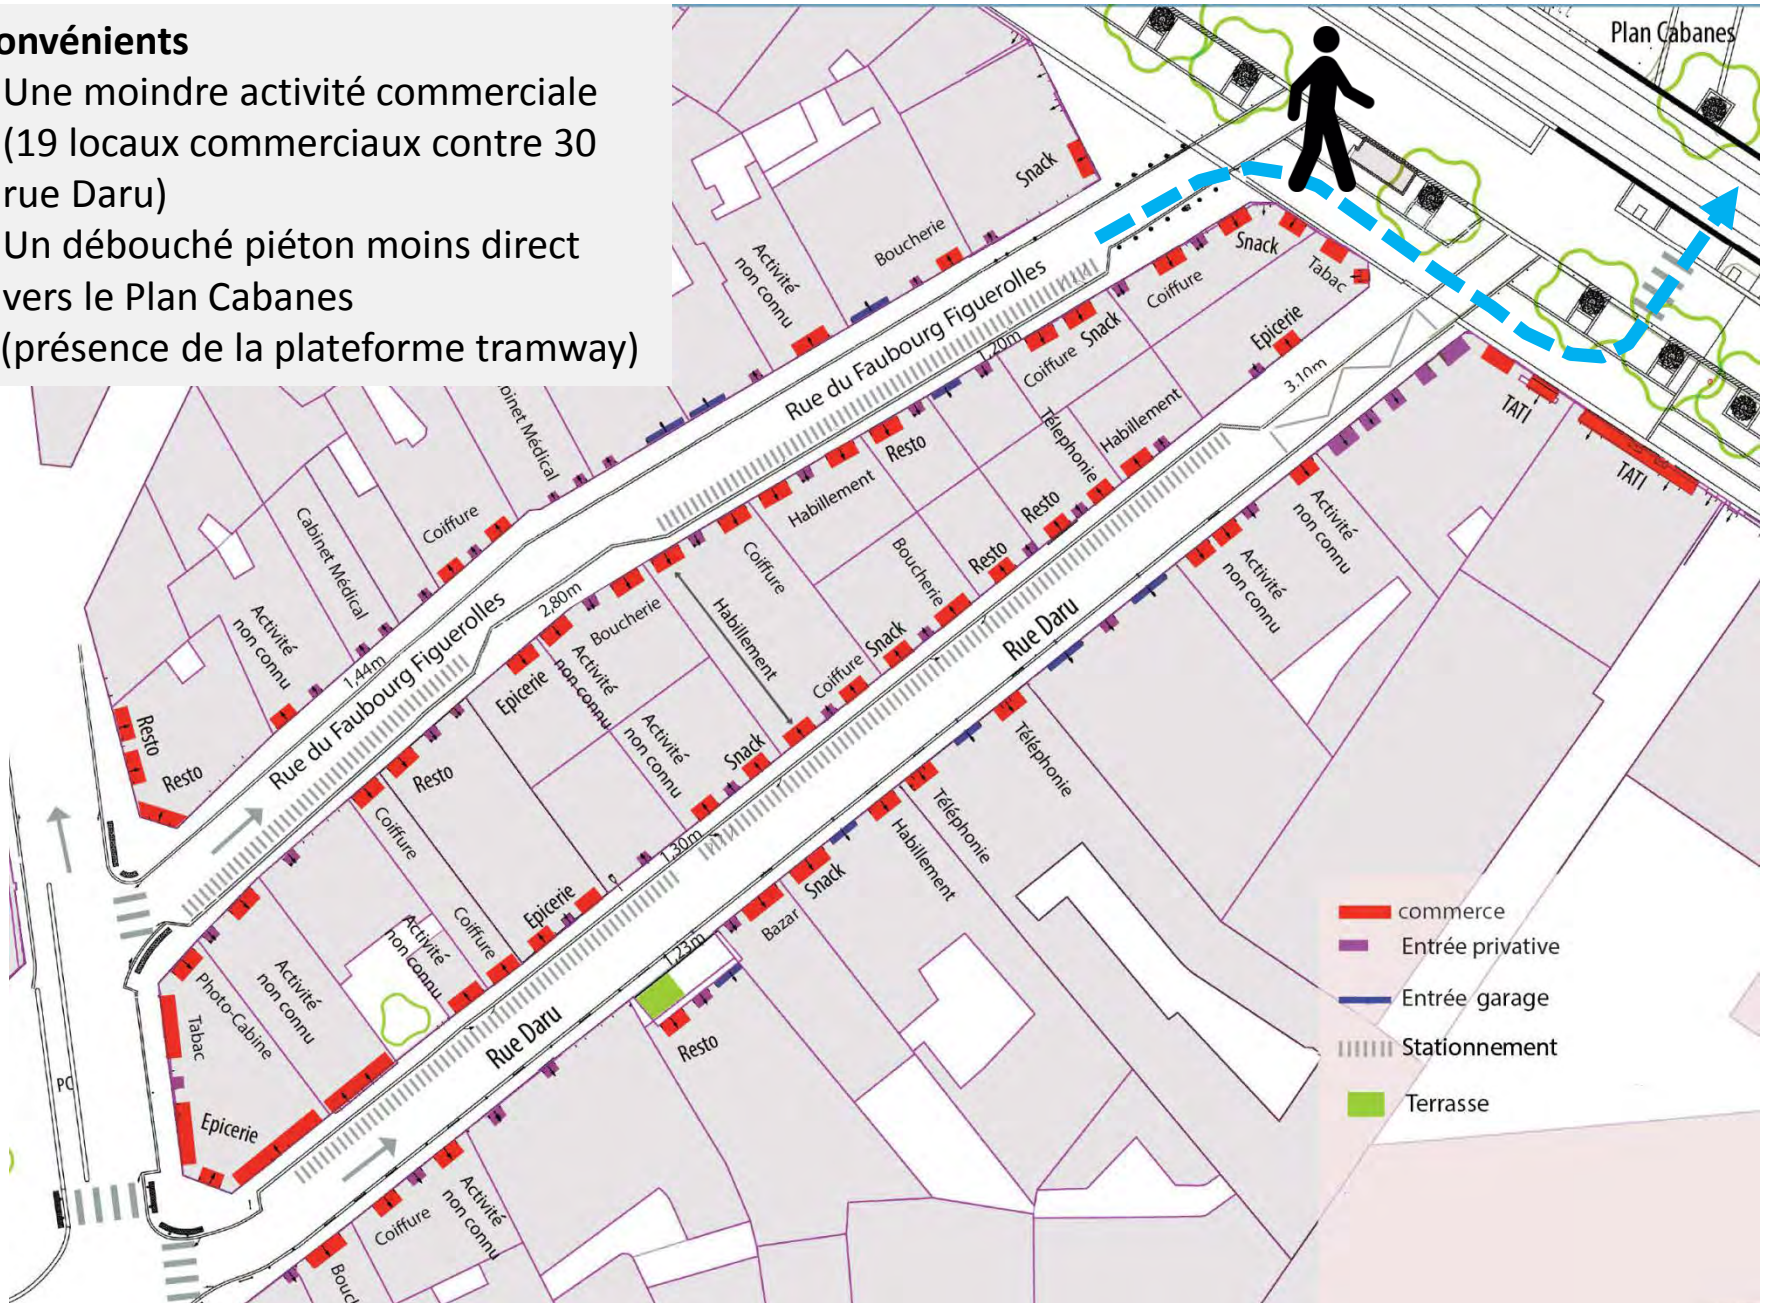 onvénients
Une moindre activité commerciale
(19 locaux commerciaux contre 30
rue Daru)
Un débouché piéton moins direct
vers le Plan Cabanes
(présence de la plateforme tramway)
Plan Cabanes
Snack
Boucherie
Activité
non connu
Snack
Tabac
Coiffure
Rue du Faubourg Figuerolles
1,20m
Coiffure
Snack
Epicerie
3.10m
TATI
TATI
binet Médical
Cabinet Médical
Coiffure
Resto
Habillement
Télephonie
Habillement
Resto
Resto
Boucherie
Coiffure
Activité
non connu
Activité
non connu
Activité
non connu
1,44m
2,80m
Boucherie
Habillement
Rue du Faubourg Figuerolles
Epicerie
Activité
non connu
Activité
non connu
Coiffure
Snack
Snack
Rue Daru
Resto
Resto
Resto
Coiffure
Téléphonie
Téléphonie
Habillement
1,30m
Epicerie
Coiffure
Snack
Bazar
1,23m
Activité
non connu
Activité
non connu
Photo-Cabine
Tabac
Epicerie
Rue Daru
Resto
PC
Coiffure
Activité
non connu
Bouc
commerce
Entrée privative
Entrée garage
Stationnement
Terrasse